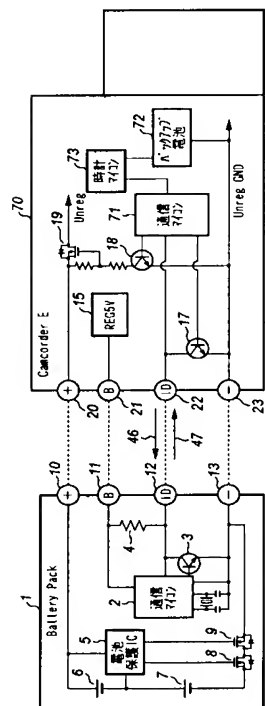 Battery Pack
1
電池
保護IC
5
6
7
8
9
通信
マイコン
2
3
4
+
10
B
11
ID
12
−
13
46
47
Camcorder E
70
+
20
B
21
ID
22
−
23
REG5V
15
19
Unreg
18
17
通信
マイコン
71
時計
マイコン
73
バックアップ
電池
72
Unreg GND